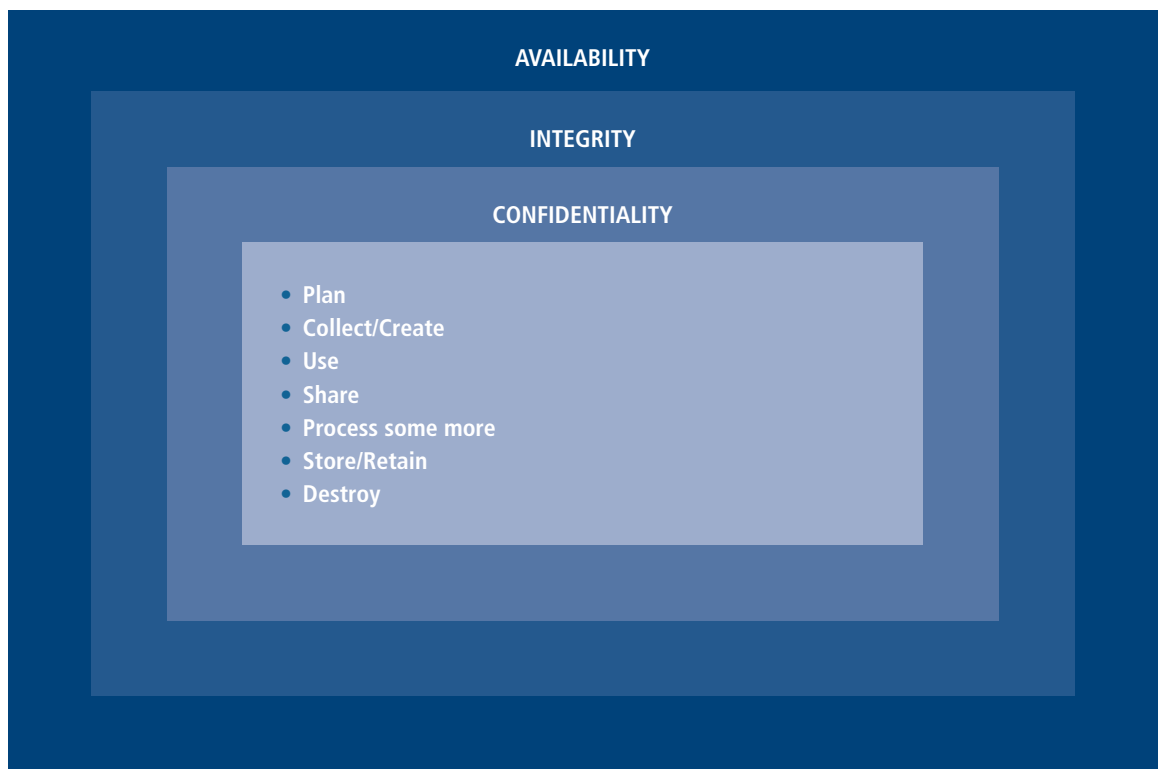 AVAILABILITY
INTEGRITY
CONFIDENTIALITY
• Plan
• Collect/Create
• Use
• Share
• Process some more
• Store/Retain
• Destroy